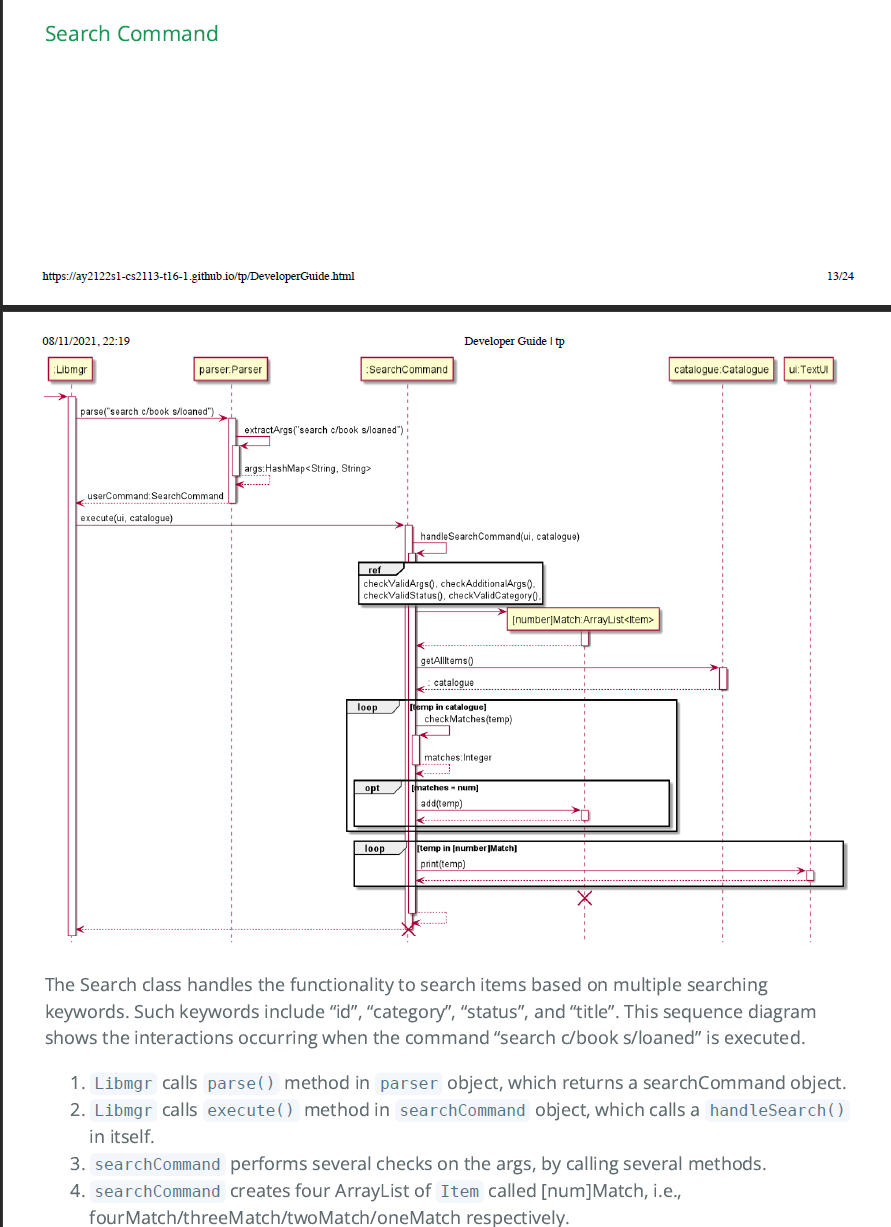 Search Command
https://ay2122s1-cs2113-t16-1.github.io/tp/DeveloperGuide.html 13/24
08/11/2021, 22:19 Developer Guide | tp
:Libmgr parser:Parser :SearchCommand catalogue:Catalogue ui:TextUI
parse("search c/book s/loaned")
extractArgs("search c/book s/loaned")
args:HashMap<String, String>
userCommand:SearchCommand
execute(ui, catalogue)
handleSearchCommand(ui, catalogue)
ref
checkValidArgs(), checkAdditionalArgs(),
checkValidStatus(), checkValidCategory(),
[number]Match:ArrayList<Item>
getAllItems()
: catalogue
loop [temp in catalogue]
checkMatches(temp)
matches:Integer
opt [matches = num]
add(temp)
loop [temp in [number]Match]
print(temp)
The Search class handles the functionality to search items based on multiple searching
keywords. Such keywords include “id”, “category”, “status”, and “title”. This sequence diagram
shows the interactions occurring when the command “search c/book s/loaned” is executed.
1. Libmgr calls parse() method in parser object, which returns a searchCommand object.
2. Libmgr calls execute() method in searchCommand object, which calls a handleSearch()
in itself.
3. searchCommand performs several checks on the args, by calling several methods.
4. searchCommand creates four ArrayList of Item called [num]Match, i.e.,
fourMatch/threeMatch/twoMatch/oneMatch respectively.